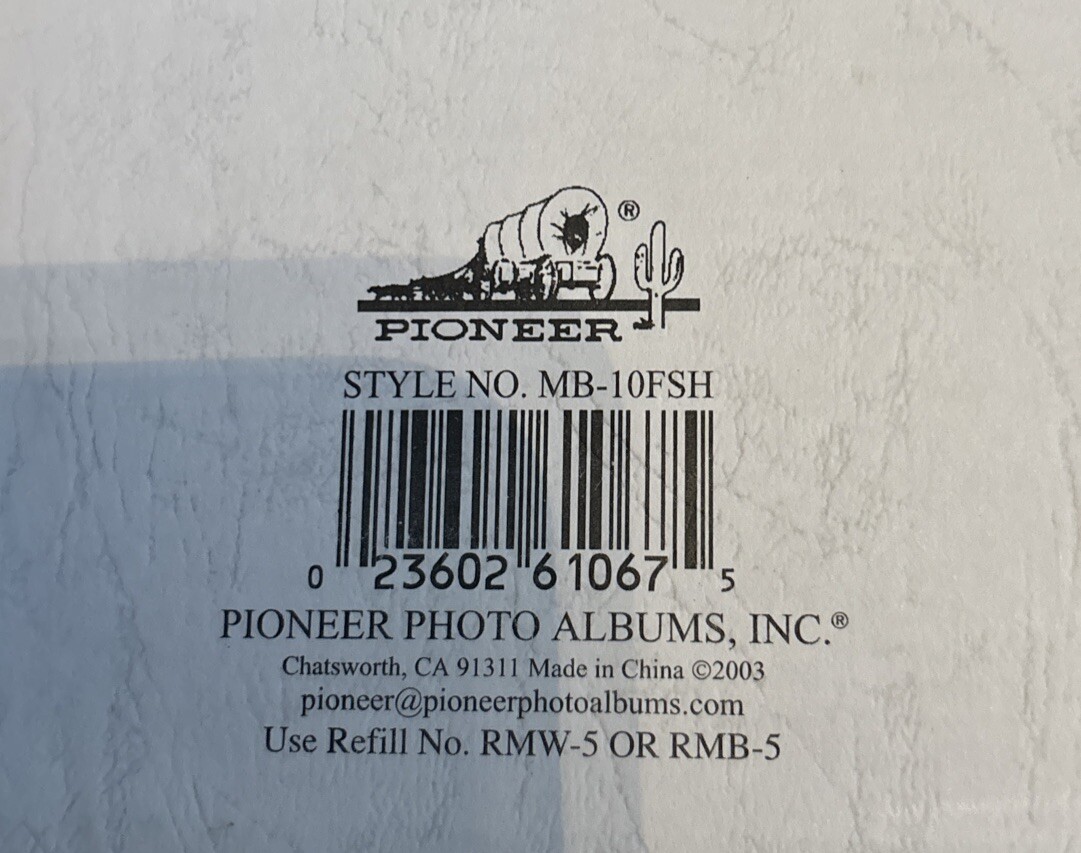 ®
PIONEER
STYLE NO. MB-10FSH
0 23602 61067 5
PIONEER PHOTO ALBUMS, INC.®
Chatsworth, CA 91311 Made in China ©2003
pioneer@pioneerphotoalbums.com
Use Refill No. RMW-5 OR RMB-5